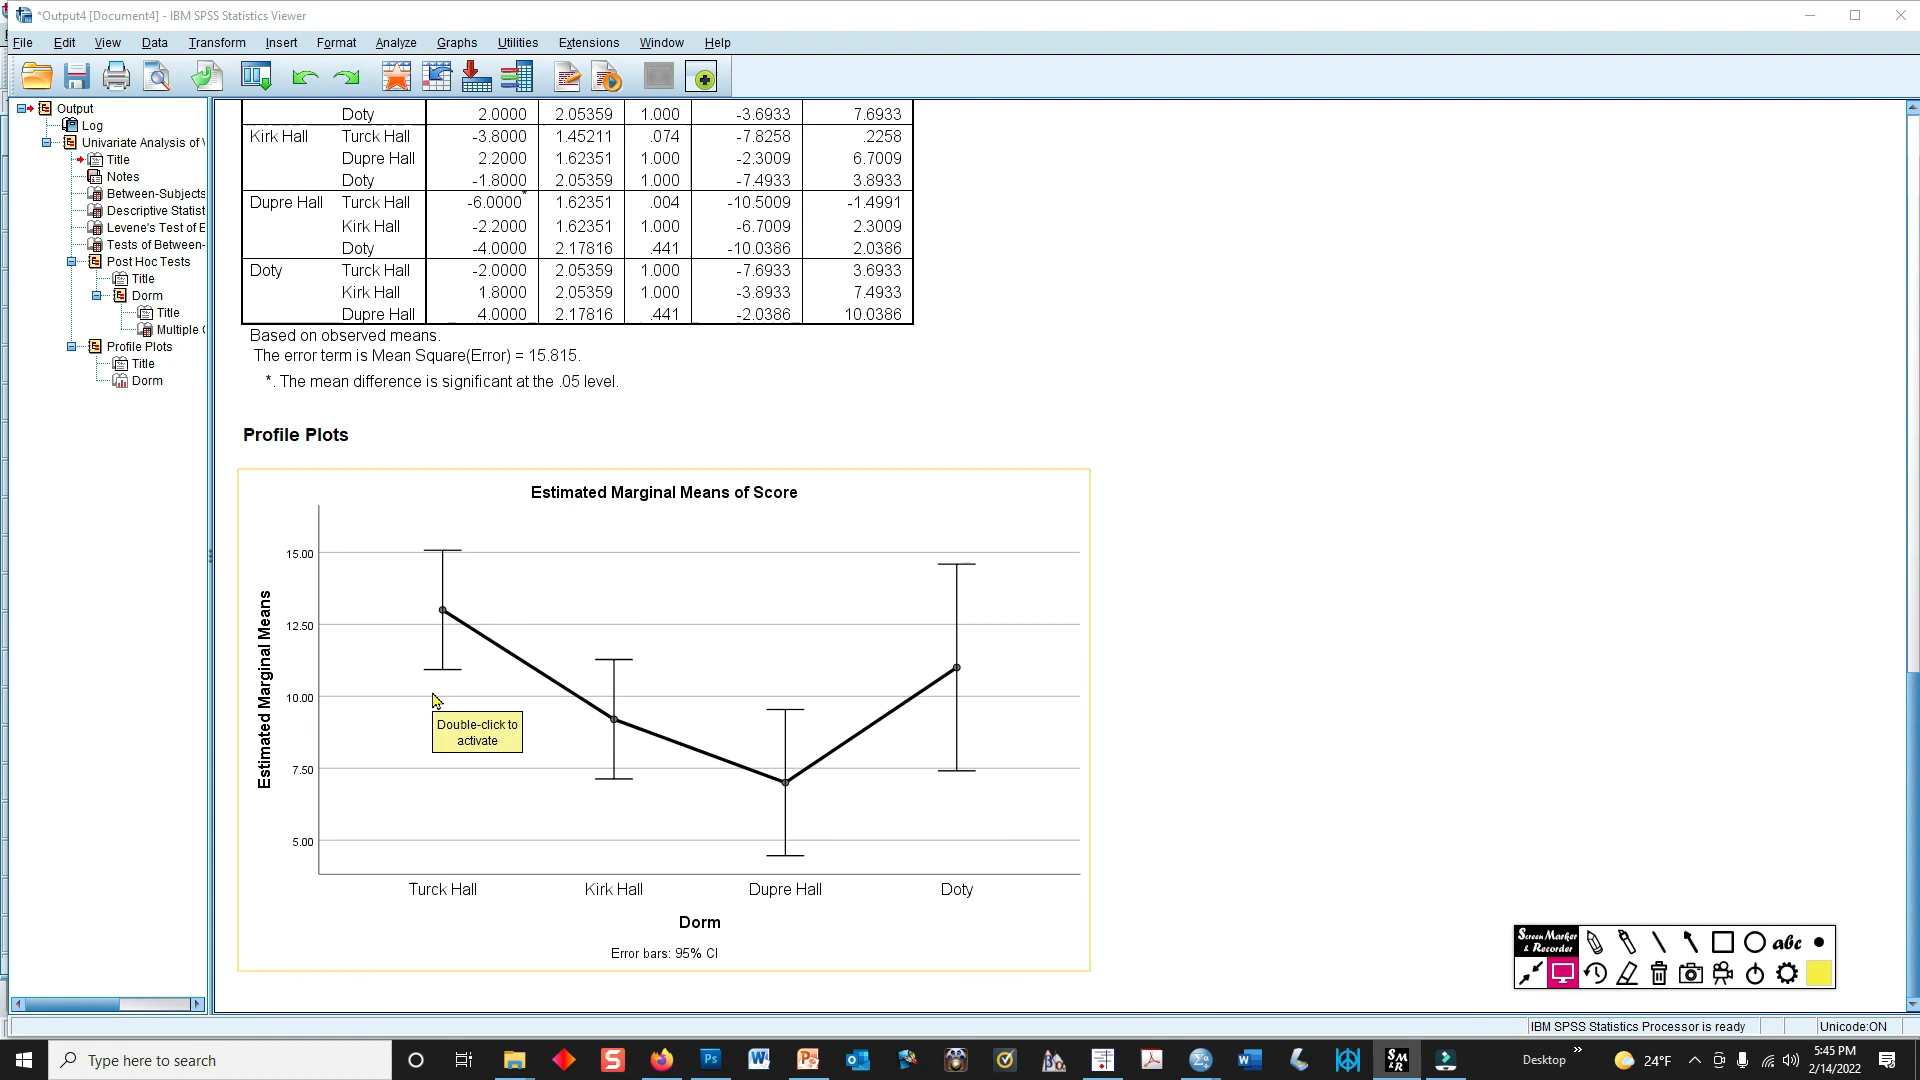 *Output4 [Document4] - IBM SPSS Statistics Viewer
File Edit View Data Transform Insert Format Analyze Graphs Utilities Extensions Window Help
Output
Log
Univariate Analysis of V
Title
Notes
Between-Subjects
Descriptive Statist
Levene's Test of E
Tests of Between-
Post Hoc Tests
Title
Dorm
Title
Multiple C
Profile Plots
Title
Dorm
Doty 2.0000 2.05359 1.000 -3.6933 7.6933
Kirk Hall Turck Hall -3.8000 1.45211 .074 -7.8258 .2258
Dupre Hall 2.2000 1.62351 1.000 -2.3009 6.7009
Doty -1.8000 2.05359 1.000 -7.4933 3.8933
Dupre Hall Turck Hall -6.0000* 1.62351 .004 -10.5009 -1.4991
Kirk Hall -2.2000 1.62351 1.000 -6.7009 2.3009
Doty -4.0000 2.17816 .441 -10.0386 2.0386
Doty Turck Hall -2.0000 2.05359 1.000 -7.6933 3.6933
Kirk Hall 1.8000 2.05359 1.000 -3.8933 7.4933
Dupre Hall 4.0000 2.17816 .441 -2.0386 10.0386
Based on observed means.
The error term is Mean Square(Error) = 15.815.
*. The mean difference is significant at the .05 level.
Profile Plots
Estimated Marginal Means of Score
Estimated Marginal Means
15.00
12.50
10.00
7.50
5.00
Double-click to
activate
Turck Hall Kirk Hall Dupre Hall Doty
Dorm
Error bars: 95% CI
Screen Marker
& Recorder
abc
IBM SPSS Statistics Processor is ready Unicode:ON
Type here to search
Desktop
24°F
5:45 PM
2/14/2022